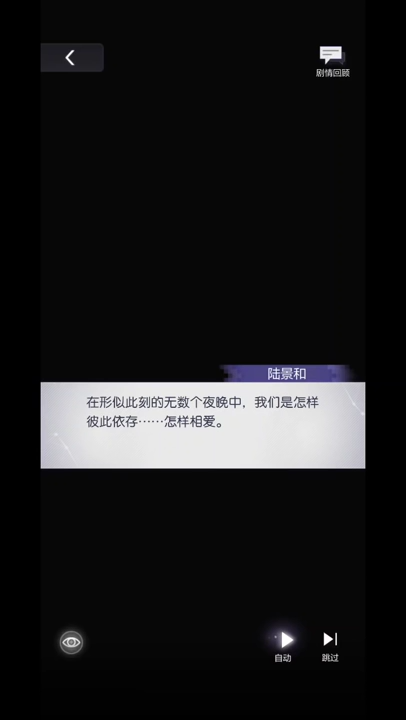 剧情回顾
陆景和
在形似此刻的无数个夜晚中，我们是怎样
彼此依存……怎样相爱。
自动
跳过